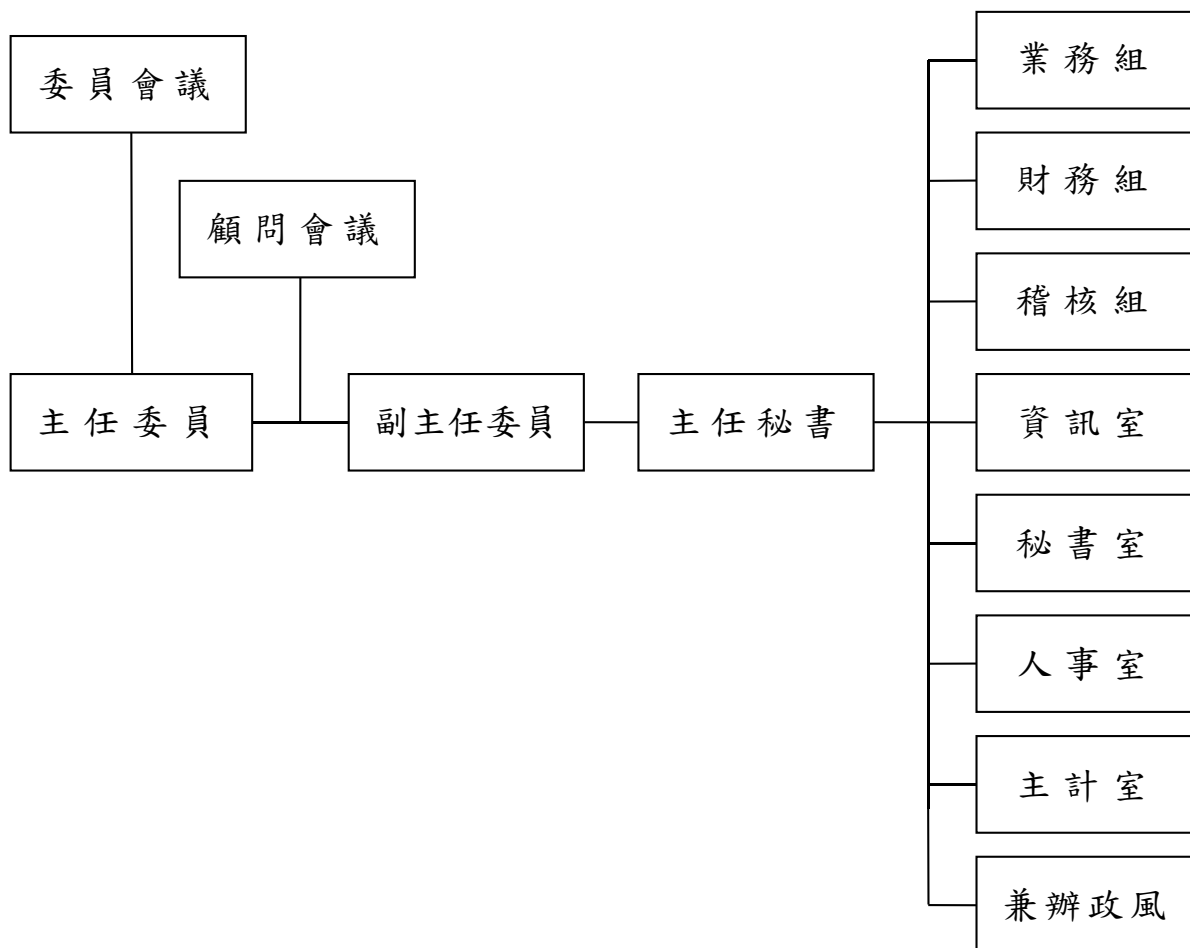 委員會議
顧問會議
主任委員
副主任委員
主任秘書
業務組
財務組
稽核組
資訊室
秘書室
人事室
主計室
兼辦政風